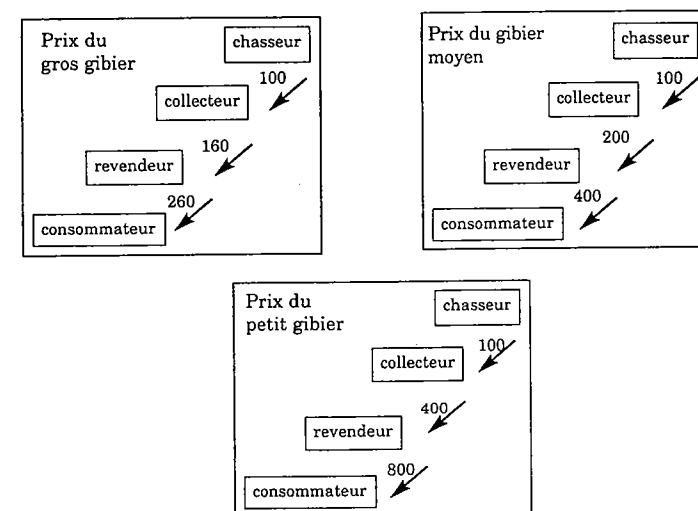 Prix du
gros gibier
chasseur
100
collecteur
160
revendeur
260
consommateur
Prix du gibier
moyen
chasseur
100
collecteur
200
revendeur
400
consommateur
Prix du
petit gibier
chasseur
100
collecteur
400
revendeur
800
consommateur